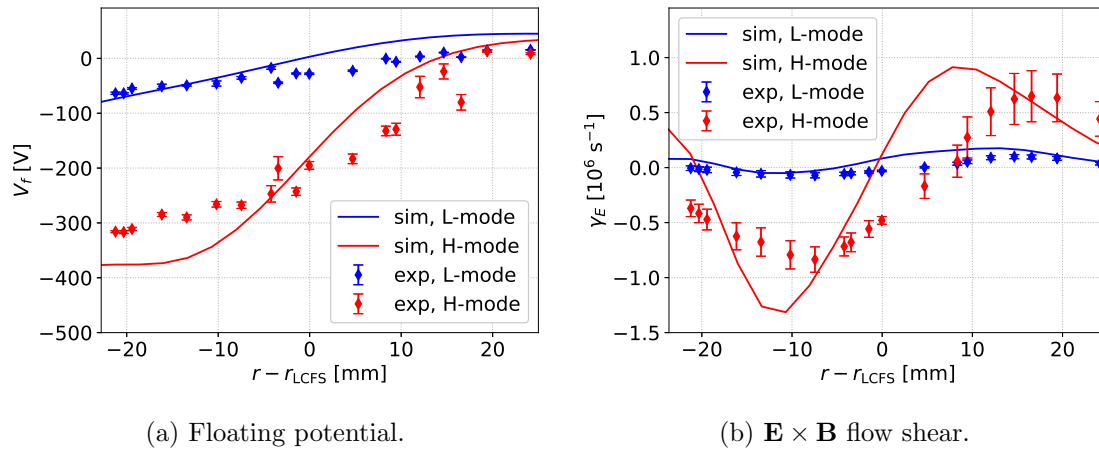 0
−100
−200
−300
−400
−500
V_f [V]
−20
−10
0
10
20
r − r_LCFS [mm]
sim, L-mode
sim, H-mode
exp, L-mode
exp, H-mode
(a) Floating potential.
1.0
0.5
0.0
−0.5
−1.0
−1.5
γ_E [10⁶ s⁻¹]
−20
−10
0
10
20
r − r_LCFS [mm]
sim, L-mode
sim, H-mode
exp, L-mode
exp, H-mode
(b) E × B flow shear.